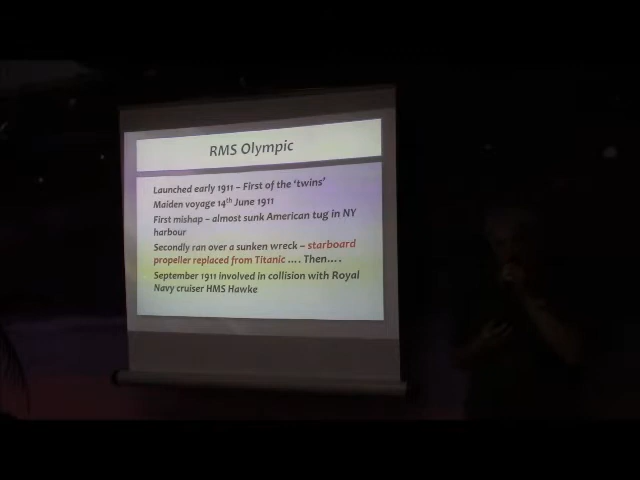 RMS Olympic
Launched early 1911 – First of the 'twins'
Maiden voyage 14th June 1911
First mishap – almost sunk American tug in NY
harbour
Secondly ran over a sunken wreck – starboard
propeller replaced from Titanic .... Then....
September 1911 involved in collision with Royal
Navy cruiser HMS Hawke